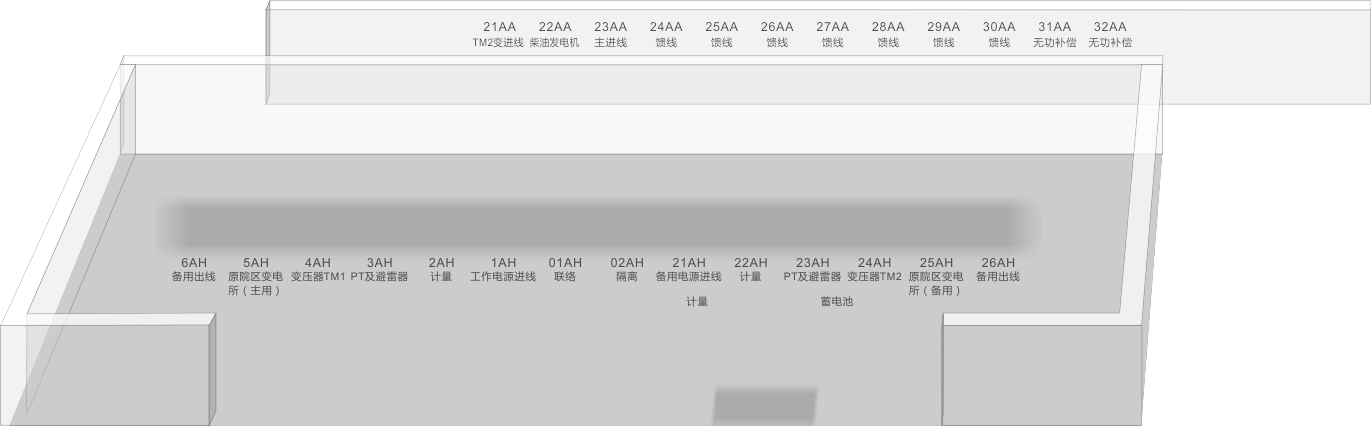 21AA 22AA 23AA 24AA 25AA 26AA 27AA 28AA 29AA 30AA 31AA 32AA
TM2变进线 柴油发电机 主进线 馈线 馈线 馈线 馈线 馈线 馈线 馈线 无功补偿 无功补偿
6AH 5AH 4AH 3AH 2AH 1AH 01AH 02AH 21AH 22AH 23AH 24AH 25AH 26AH
备用出线 原院区变电 变压器TM1 PT及避雷器 计量 工作电源进线 联络 隔离 备用电源进线 计量 PT及避雷器 变压器TM2 原院区变电 备用出线
所（主用） 所（备用）
计量 蓄电池